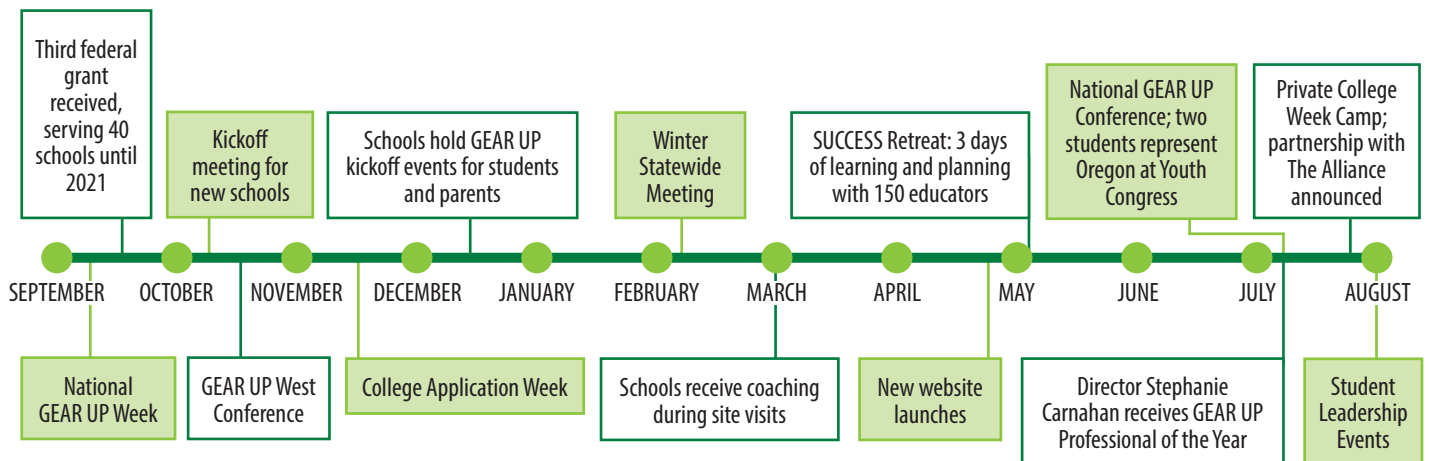 Third federal
grant
received,
serving 40
schools until
2021
Kickoff
meeting for
new schools
Schools hold GEAR UP
kickoff events for students
and parents
Winter
Statewide
Meeting
SUCCESS Retreat: 3 days
of learning and planning
with 150 educators
National GEAR UP
Conference; two
students represent
Oregon at Youth
Congress
Private College
Week Camp;
partnership with
The Alliance
announced
SEPTEMBER
OCTOBER
NOVEMBER
DECEMBER
JANUARY
FEBRUARY
MARCH
APRIL
MAY
JUNE
JULY
AUGUST
National
GEAR UP Week
GEAR UP West
Conference
College Application Week
Schools receive coaching
during site visits
New website
launches
Director Stephanie
Carnahan receives GEAR UP
Professional of the Year
Student
Leadership
Events